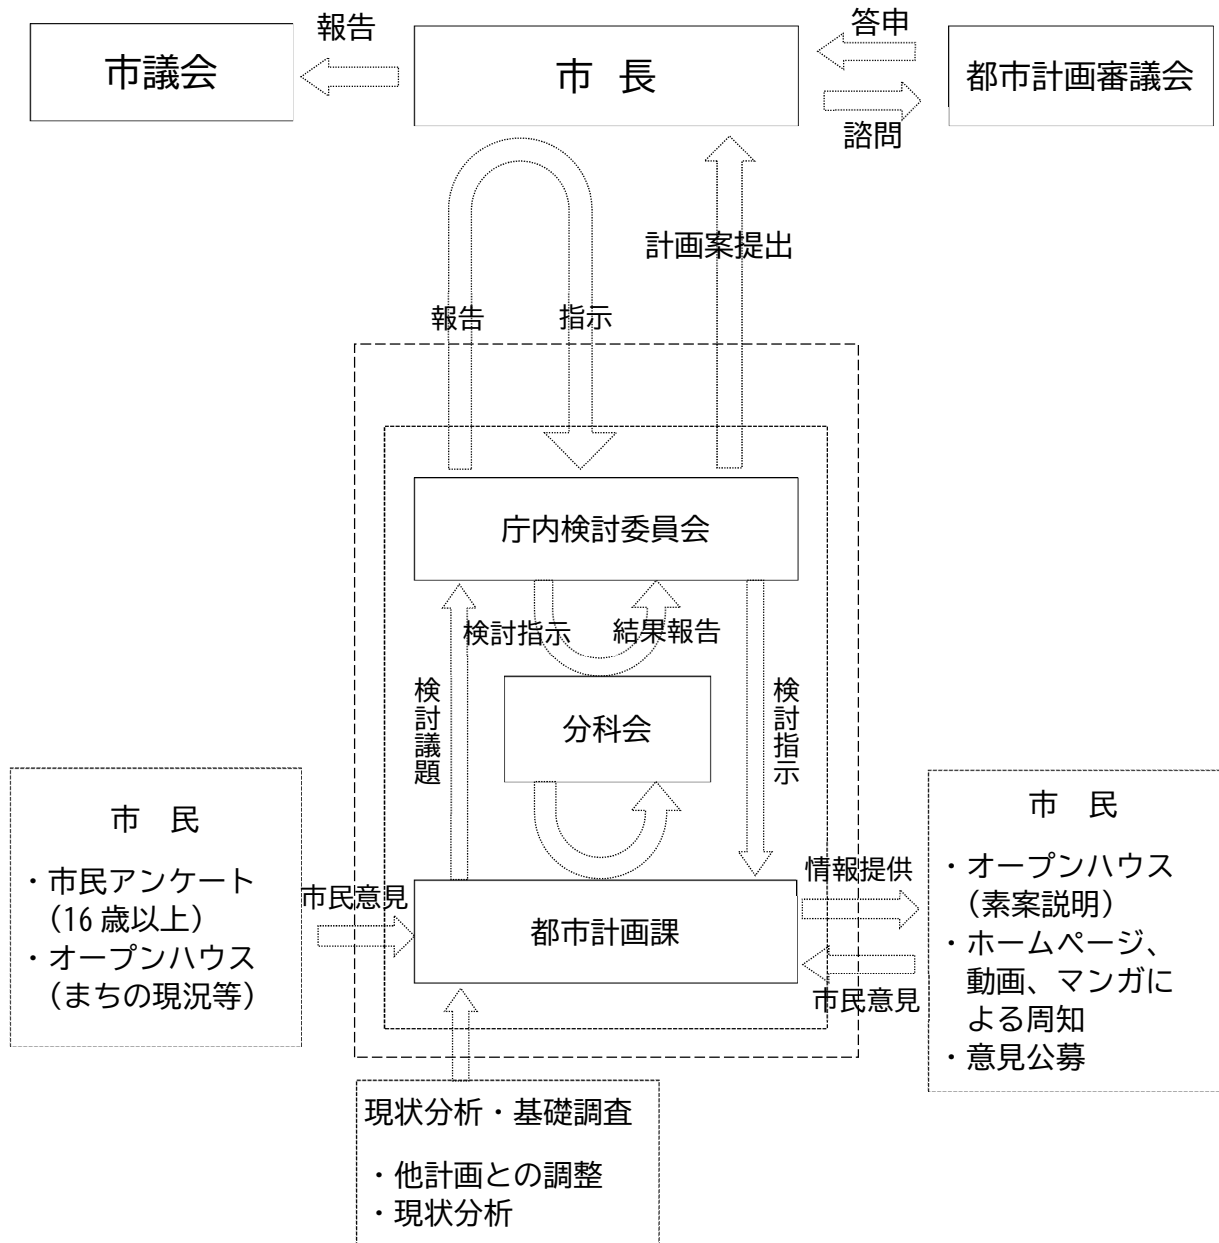 報告
答申
市議会
市 長
都市計画審議会
諮問
計画案提出
報告
指示
庁内検討委員会
検討指示
結果報告
検討議題
検討指示
分科会
市 民
・市民アンケート
（16 歳以上）
・オープンハウス
（まちの現況等）
市民意見
都市計画課
情報提供
市民意見
市 民
・オープンハウス
（素案説明）
・ホームページ、
動画、マンガに
よる周知
・意見公募
現状分析・基礎調査
・他計画との調整
・現状分析